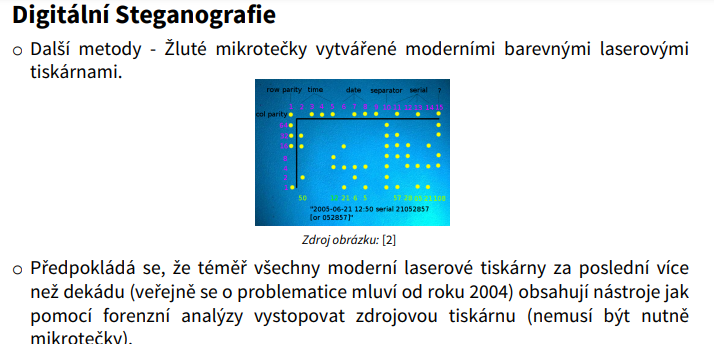 Digitální Steganografie
o Další metody - Žluté mikrotečky vytvářené moderními barevnými laserovými
tiskárnami.
row parity time date separator serial ?
col parity
50 12 21 6 5 57 28 05 21 108
"2005-06-21 12:50 serial 21052857
[or 052857]"
Zdroj obrázku: [2]
o Předpokládá se, že téměř všechny moderní laserové tiskárny za poslední více
než dekádu (veřejně se o problematice mluví od roku 2004) obsahují nástroje jak
pomocí forenzní analýzy vystopovat zdrojovou tiskárnu (nemusí být nutně
mikrotečky).